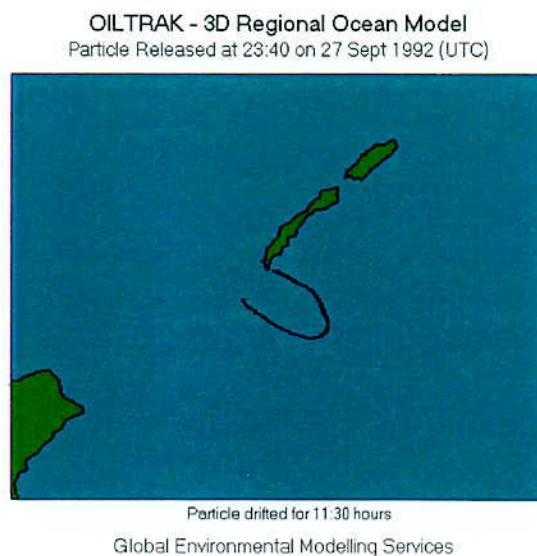 OILTRAK - 3D Regional Ocean Model
Particle Released at 23:40 on 27 Sept 1992 (UTC)
Particle drifted for 11:30 hours
Global Environmental Modelling Services